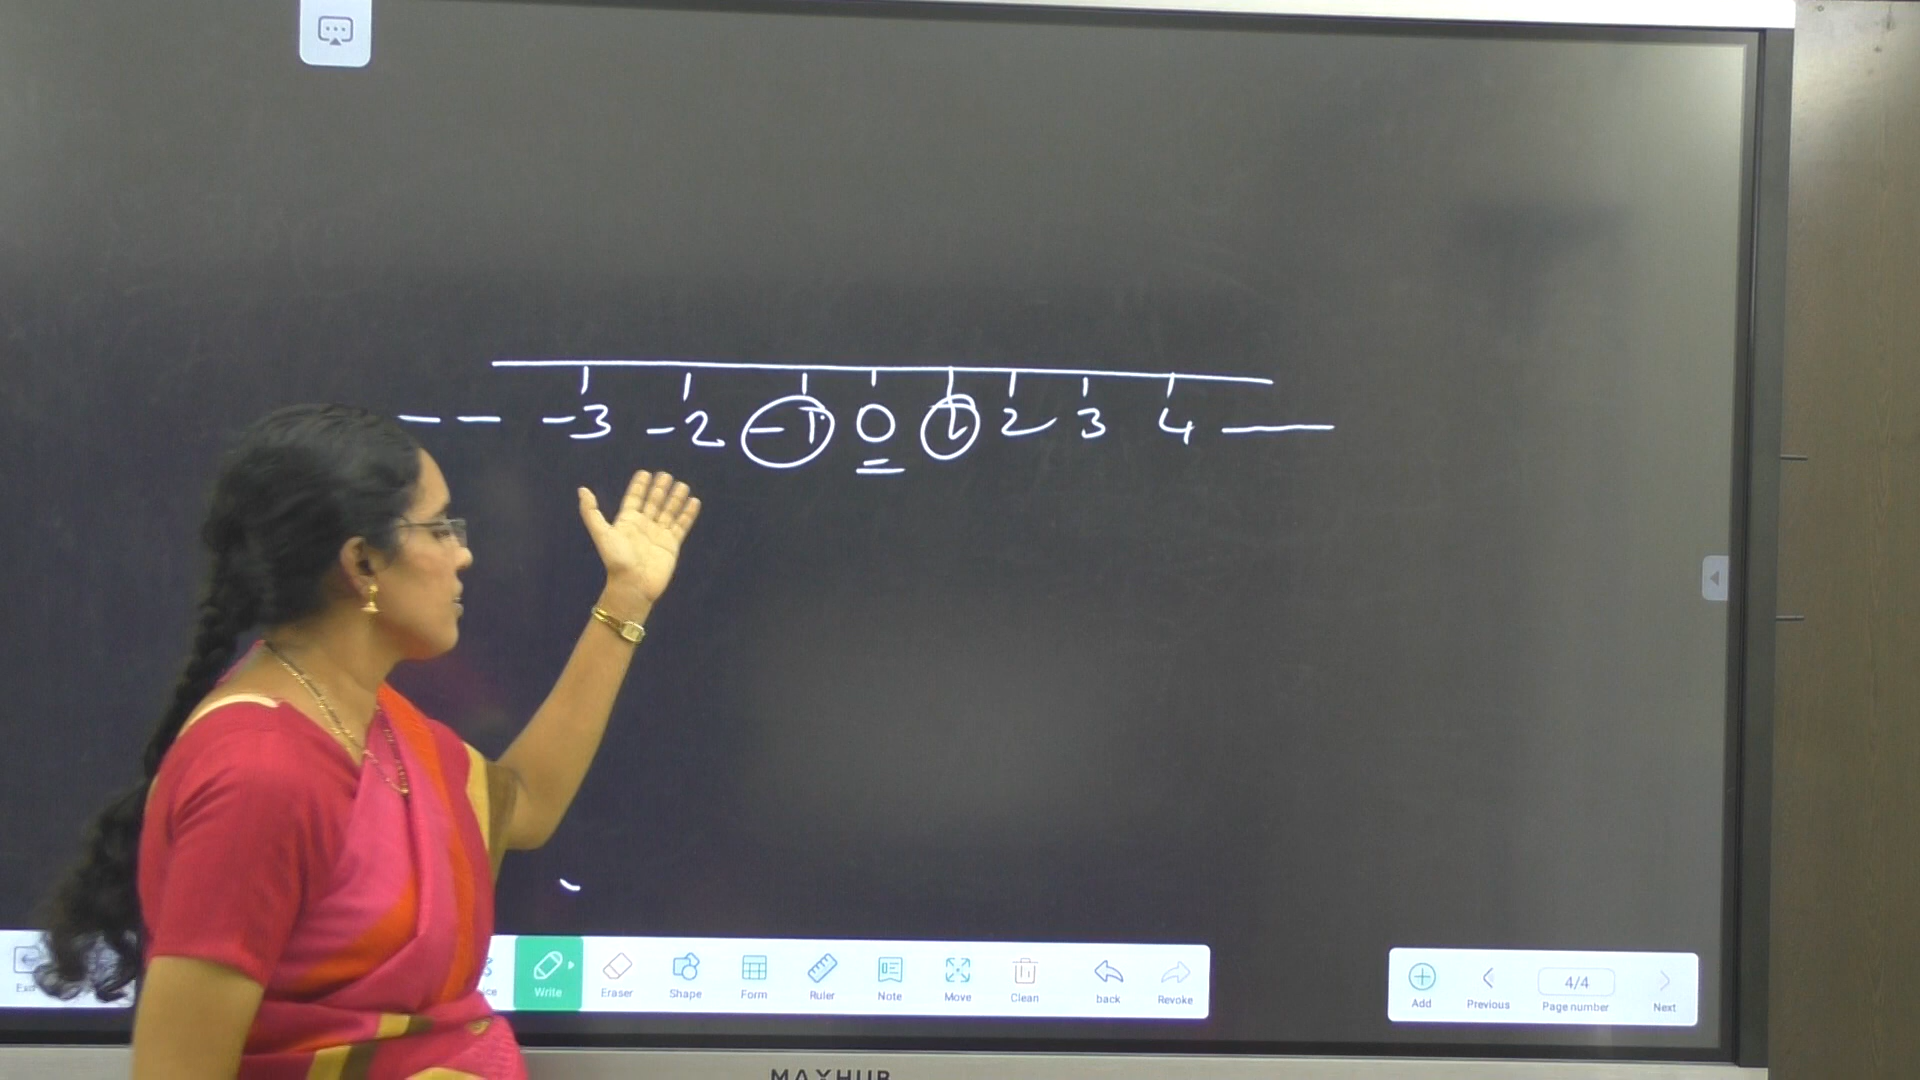 -- -3 -2 -1 0 1 2 3 4 —
Write
Eraser
Shape
Form
Ruler
Note
Move
Clean
back
Revoke
Add
Previous
4/4
Page number
Next
MAXHUB